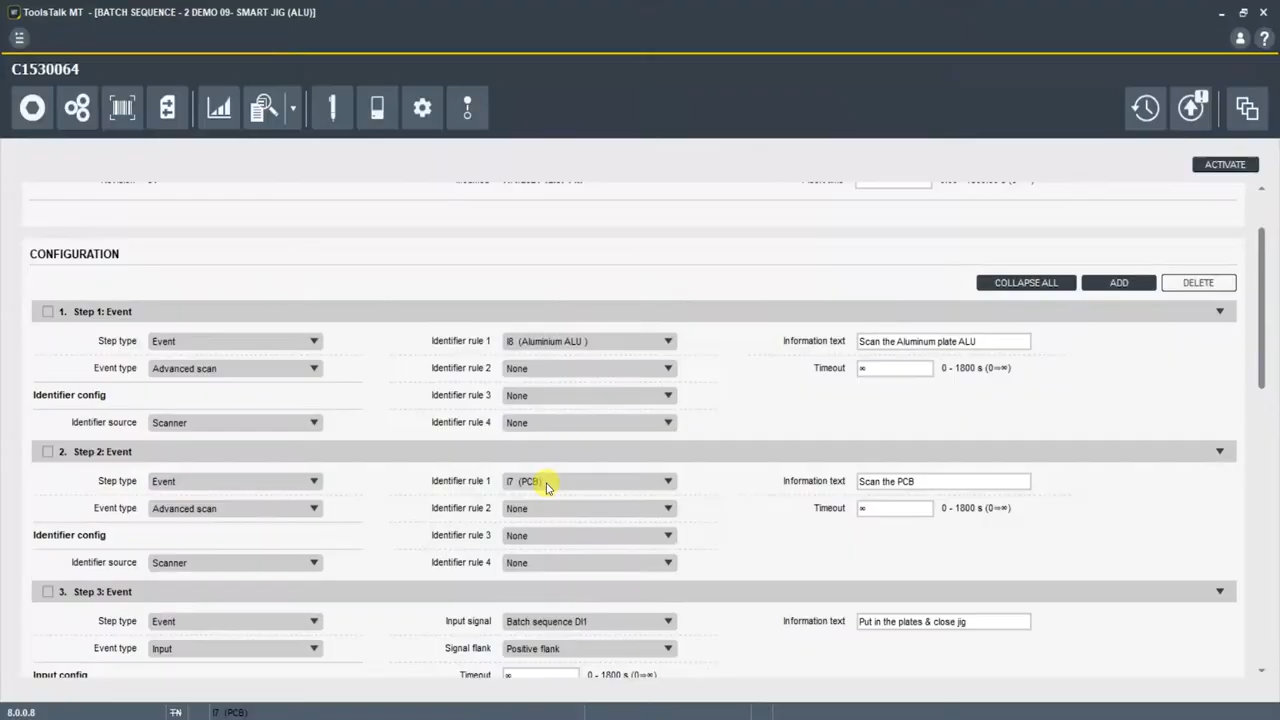 ToolsTalk MT - [BATCH SEQUENCE - 2 DEMO 09- SMART JIG (ALU)]
C1530064
ACTIVATE
CONFIGURATION
COLLAPSE ALL ADD DELETE
1. Step 1: Event
Step type Event Identifier rule 1 I8 (Aluminium ALU ) Information text Scan the Aluminum plate ALU
Event type Advanced scan Identifier rule 2 None Timeout ∞ 0 - 1800 s (0=∞)
Identifier config Identifier rule 3 None
Identifier source Scanner Identifier rule 4 None
2. Step 2: Event
Step type Event Identifier rule 1 I7 (PCB) Information text Scan the PCB
Event type Advanced scan Identifier rule 2 None Timeout ∞ 0 - 1800 s (0=∞)
Identifier config Identifier rule 3 None
Identifier source Scanner Identifier rule 4 None
3. Step 3: Event
Step type Event Input signal Batch sequence DI1 Information text Put in the plates & close jig
Event type Input Signal flank Positive flank
Input config Timeout ∞ 0 - 1800 s (0=∞)
8.0.0.8 TN I7 (PCB)